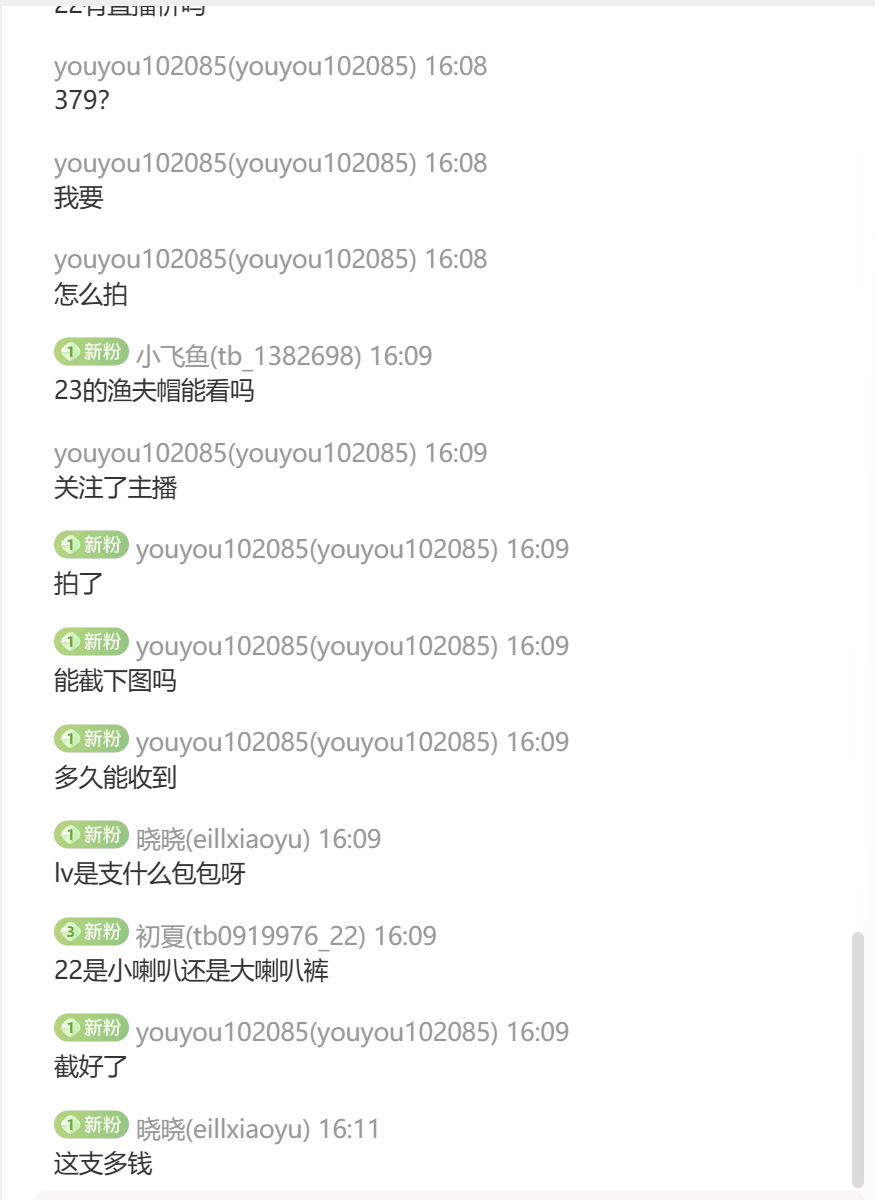 22有直播价吗
youyou102085(youyou102085) 16:08
379?
youyou102085(youyou102085) 16:08
我要
youyou102085(youyou102085) 16:08
怎么拍
1 新粉 小飞鱼(tb_1382698) 16:09
23的渔夫帽能看吗
youyou102085(youyou102085) 16:09
关注了主播
1 新粉 youyou102085(youyou102085) 16:09
拍了
1 新粉 youyou102085(youyou102085) 16:09
能截下图吗
1 新粉 youyou102085(youyou102085) 16:09
多久能收到
1 新粉 晓晓(eillxiaoyu) 16:09
lv是支什么包包呀
3 新粉 初夏(tb0919976_22) 16:09
22是小喇叭还是大喇叭裤
1 新粉 youyou102085(youyou102085) 16:09
截好了
1 新粉 晓晓(eillxiaoyu) 16:11
这支多钱